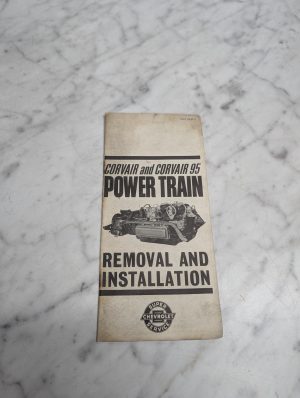 CORVAIR and CORVAIR 95
POWER TRAIN
REMOVAL AND
INSTALLATION
SUPER
CHEVROLET
SERVICE